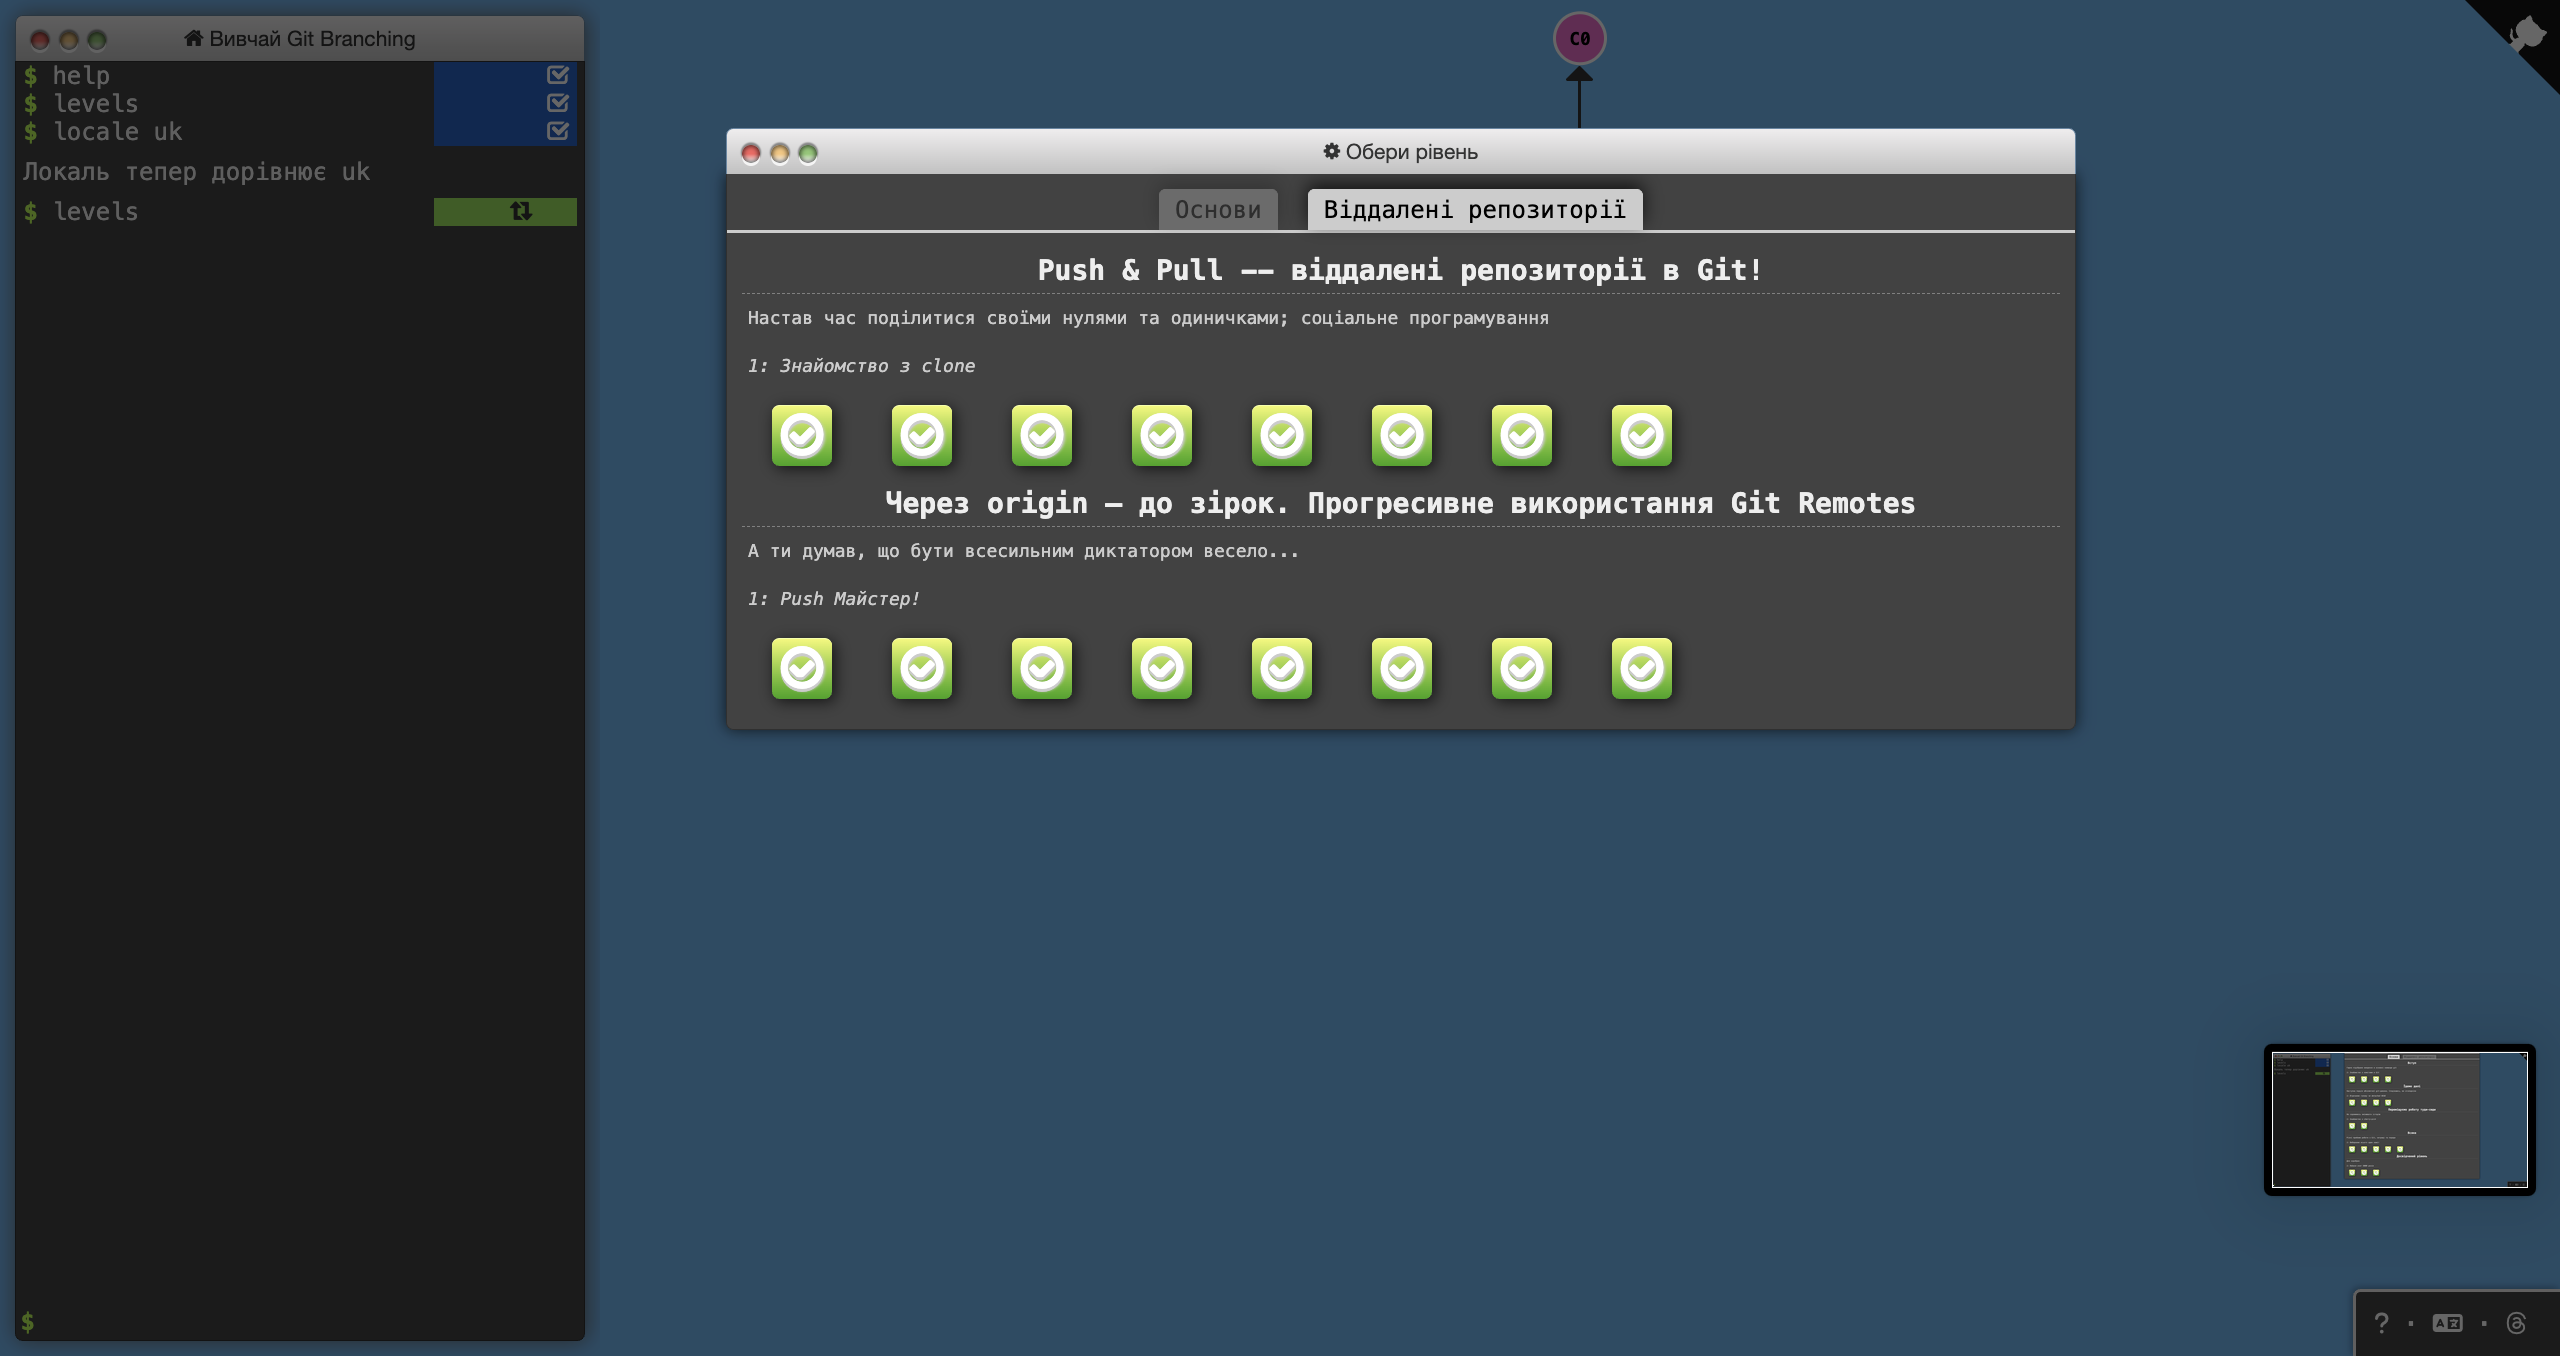 Вивчай Git Branching
$ help
$ levels
$ locale uk
Локаль тепер дорівнює uk
$ levels
$
C0
Обери рівень
Основи
Віддалені репозиторії
Push & Pull –– віддалені репозиторії в Git!
Настав час поділитися своїми нулями та одиничками; соціальне програмування
1: Знайомство з clone
Через origin – до зірок. Прогресивне використання Git Remotes
А ти думав, що бути всесильним диктатором весело...
1: Push Майстер!
?